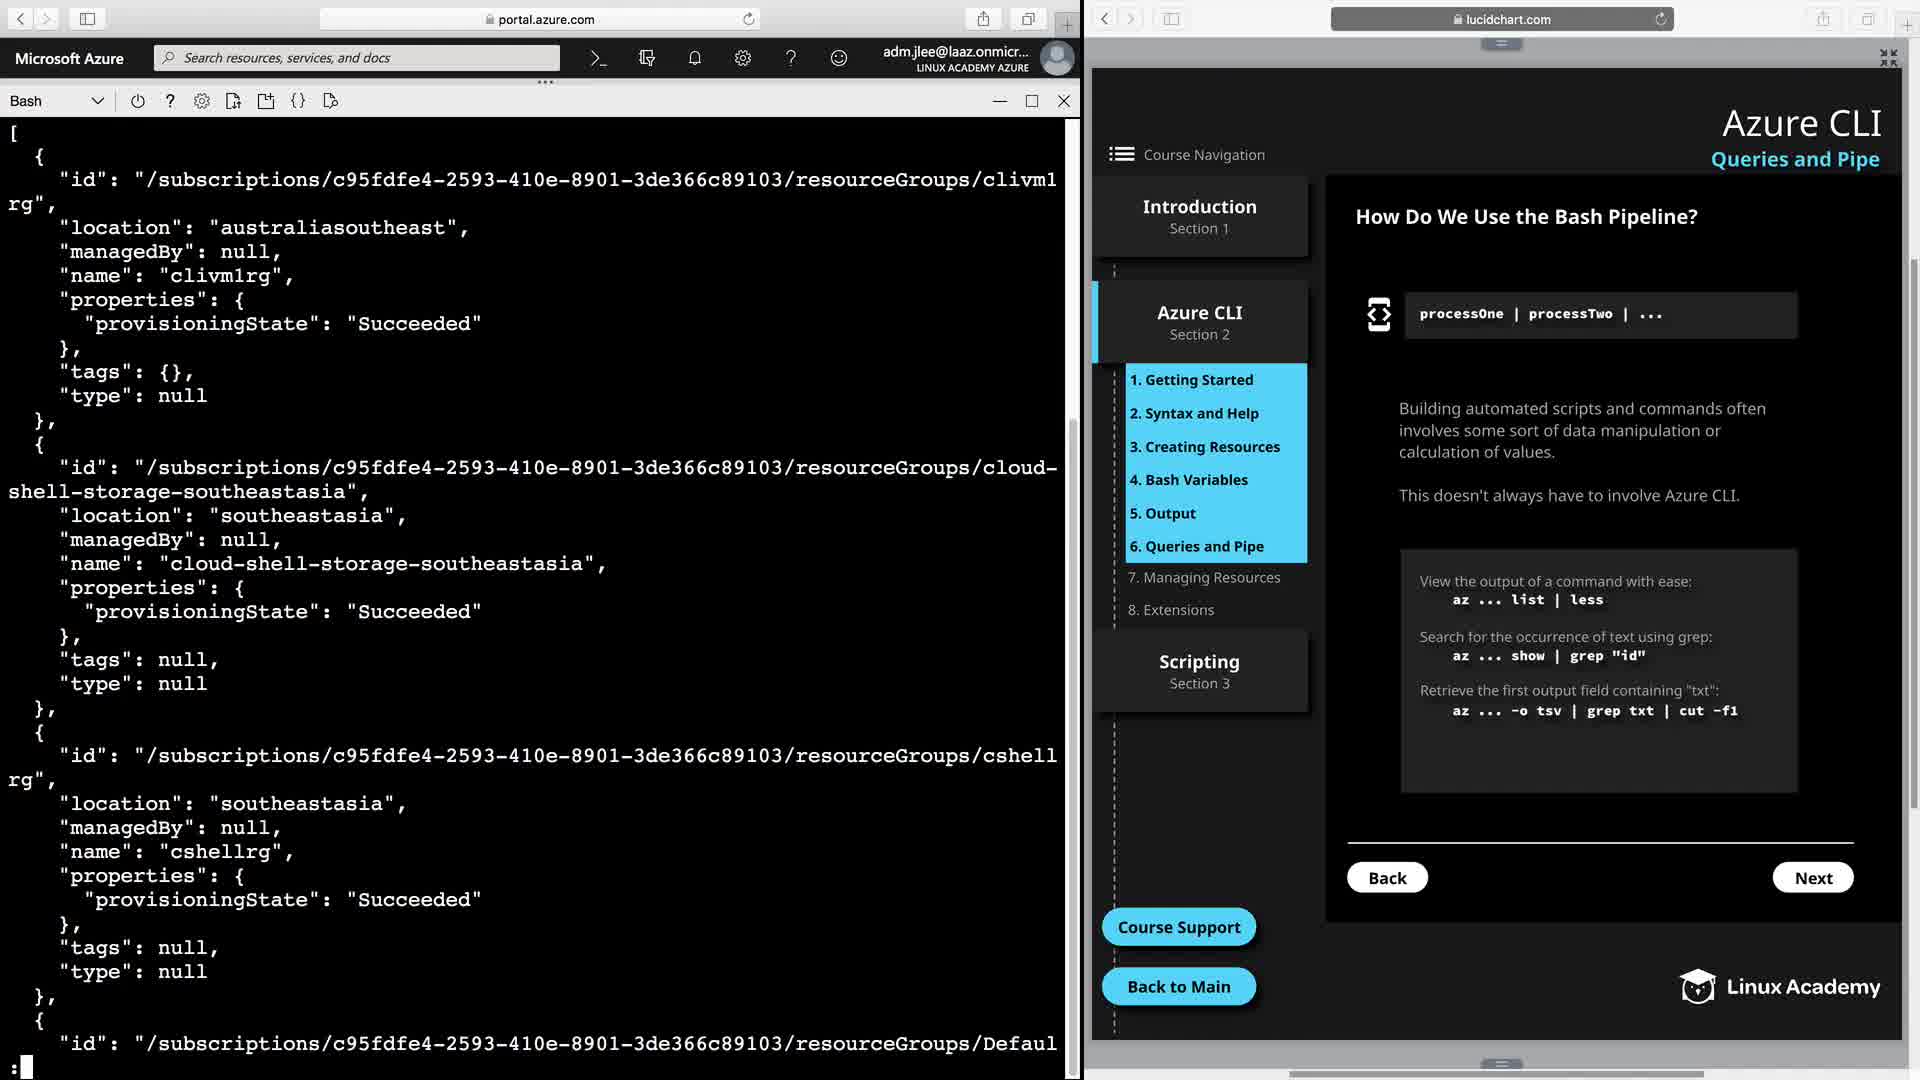 portal.azure.com
Microsoft Azure
Search resources, services, and docs
adm.jlee@laaz.onmicr...
LINUX ACADEMY AZURE
Bash
[
{
"id": "/subscriptions/c95fdfe4-2593-410e-8901-3de366c89103/resourceGroups/clivm1
rg",
"location": "australiasoutheast",
"managedBy": null,
"name": "clivm1rg",
"properties": {
"provisioningState": "Succeeded"
},
"tags": {},
"type": null
},
{
"id": "/subscriptions/c95fdfe4-2593-410e-8901-3de366c89103/resourceGroups/cloud-
shell-storage-southeastasia",
"location": "southeastasia",
"managedBy": null,
"name": "cloud-shell-storage-southeastasia",
"properties": {
"provisioningState": "Succeeded"
},
"tags": null,
"type": null
},
{
"id": "/subscriptions/c95fdfe4-2593-410e-8901-3de366c89103/resourceGroups/cshell
rg",
"location": "southeastasia",
"managedBy": null,
"name": "cshellrg",
"properties": {
"provisioningState": "Succeeded"
},
"tags": null,
"type": null
},
{
"id": "/subscriptions/c95fdfe4-2593-410e-8901-3de366c89103/resourceGroups/Defaul
:
lucidchart.com
Azure CLI
Queries and Pipe
Course Navigation
Introduction
Section 1
Azure CLI
Section 2
1. Getting Started
2. Syntax and Help
3. Creating Resources
4. Bash Variables
5. Output
6. Queries and Pipe
7. Managing Resources
8. Extensions
Scripting
Section 3
Course Support
Back to Main
How Do We Use the Bash Pipeline?
processOne | processTwo | ...
Building automated scripts and commands often
involves some sort of data manipulation or
calculation of values.
This doesn't always have to involve Azure CLI.
View the output of a command with ease:
az ... list | less
Search for the occurrence of text using grep:
az ... show | grep "id"
Retrieve the first output field containing "txt":
az ... -o tsv | grep txt | cut -f1
Back
Next
Linux Academy